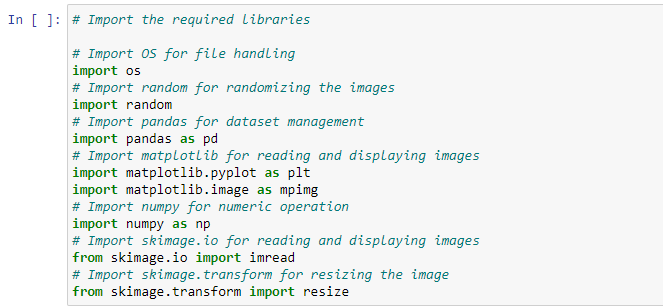 In [ ]: # Import the required libraries
# Import OS for file handling
import os
# Import random for randomizing the images
import random
# Import pandas for dataset management
import pandas as pd
# Import matplotlib for reading and displaying images
import matplotlib.pyplot as plt
import matplotlib.image as mpimg
# Import numpy for numeric operation
import numpy as np
# Import skimage.io for reading and displaying images
from skimage.io import imread
# Import skimage.transform for resizing the image
from skimage.transform import resize